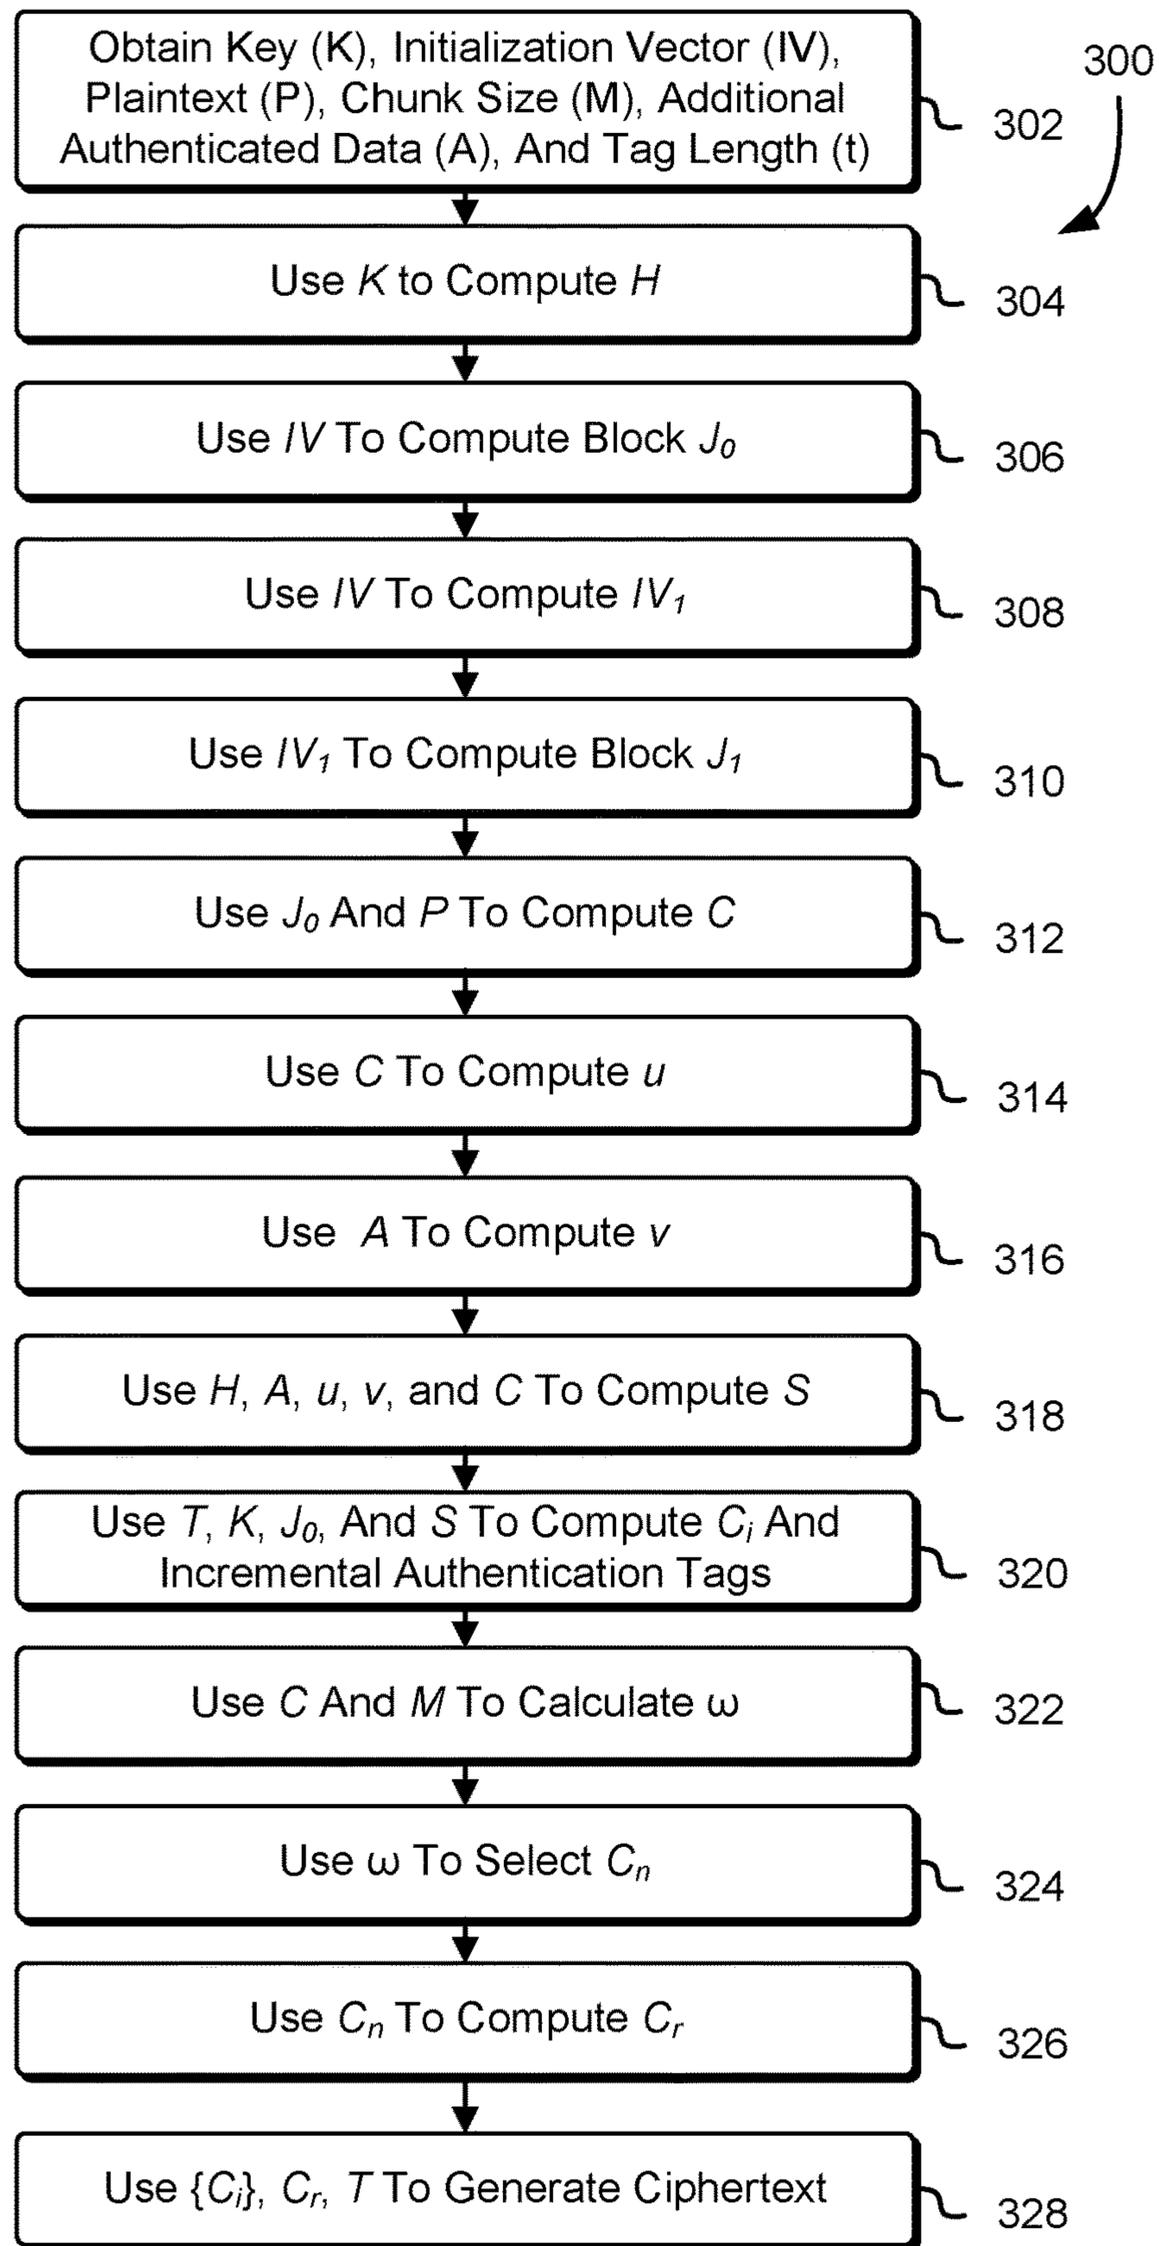 Obtain Key (K), Initialization Vector (IV),
Plaintext (P), Chunk Size (M), Additional
Authenticated Data (A), And Tag Length (t)
300
302
Use K to Compute H
304
Use IV To Compute Block J₀
306
Use IV To Compute IV₁
308
Use IV₁ To Compute Block J₁
310
Use J₀ And P To Compute C
312
Use C To Compute u
314
Use A To Compute v
316
Use H, A, u, v, and C To Compute S
318
Use T, K, J₀, And S To Compute Cᵢ And
Incremental Authentication Tags
320
Use C And M To Calculate ω
322
Use ω To Select Cₙ
324
Use Cₙ To Compute Cᵣ
326
Use {Cᵢ}, Cᵣ, T To Generate Ciphertext
328